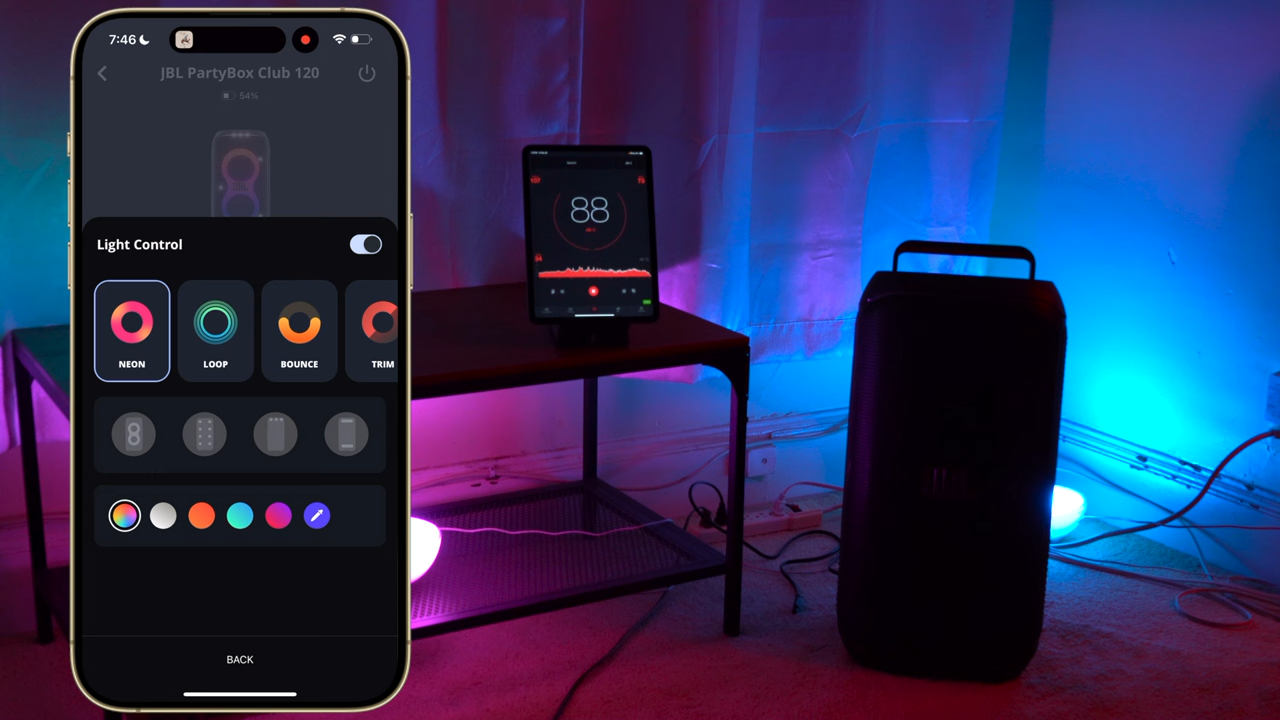 7:46
JBL PartyBox Club 120
54%
Light Control
NEON
LOOP
BOUNCE
TRIM
BACK
88